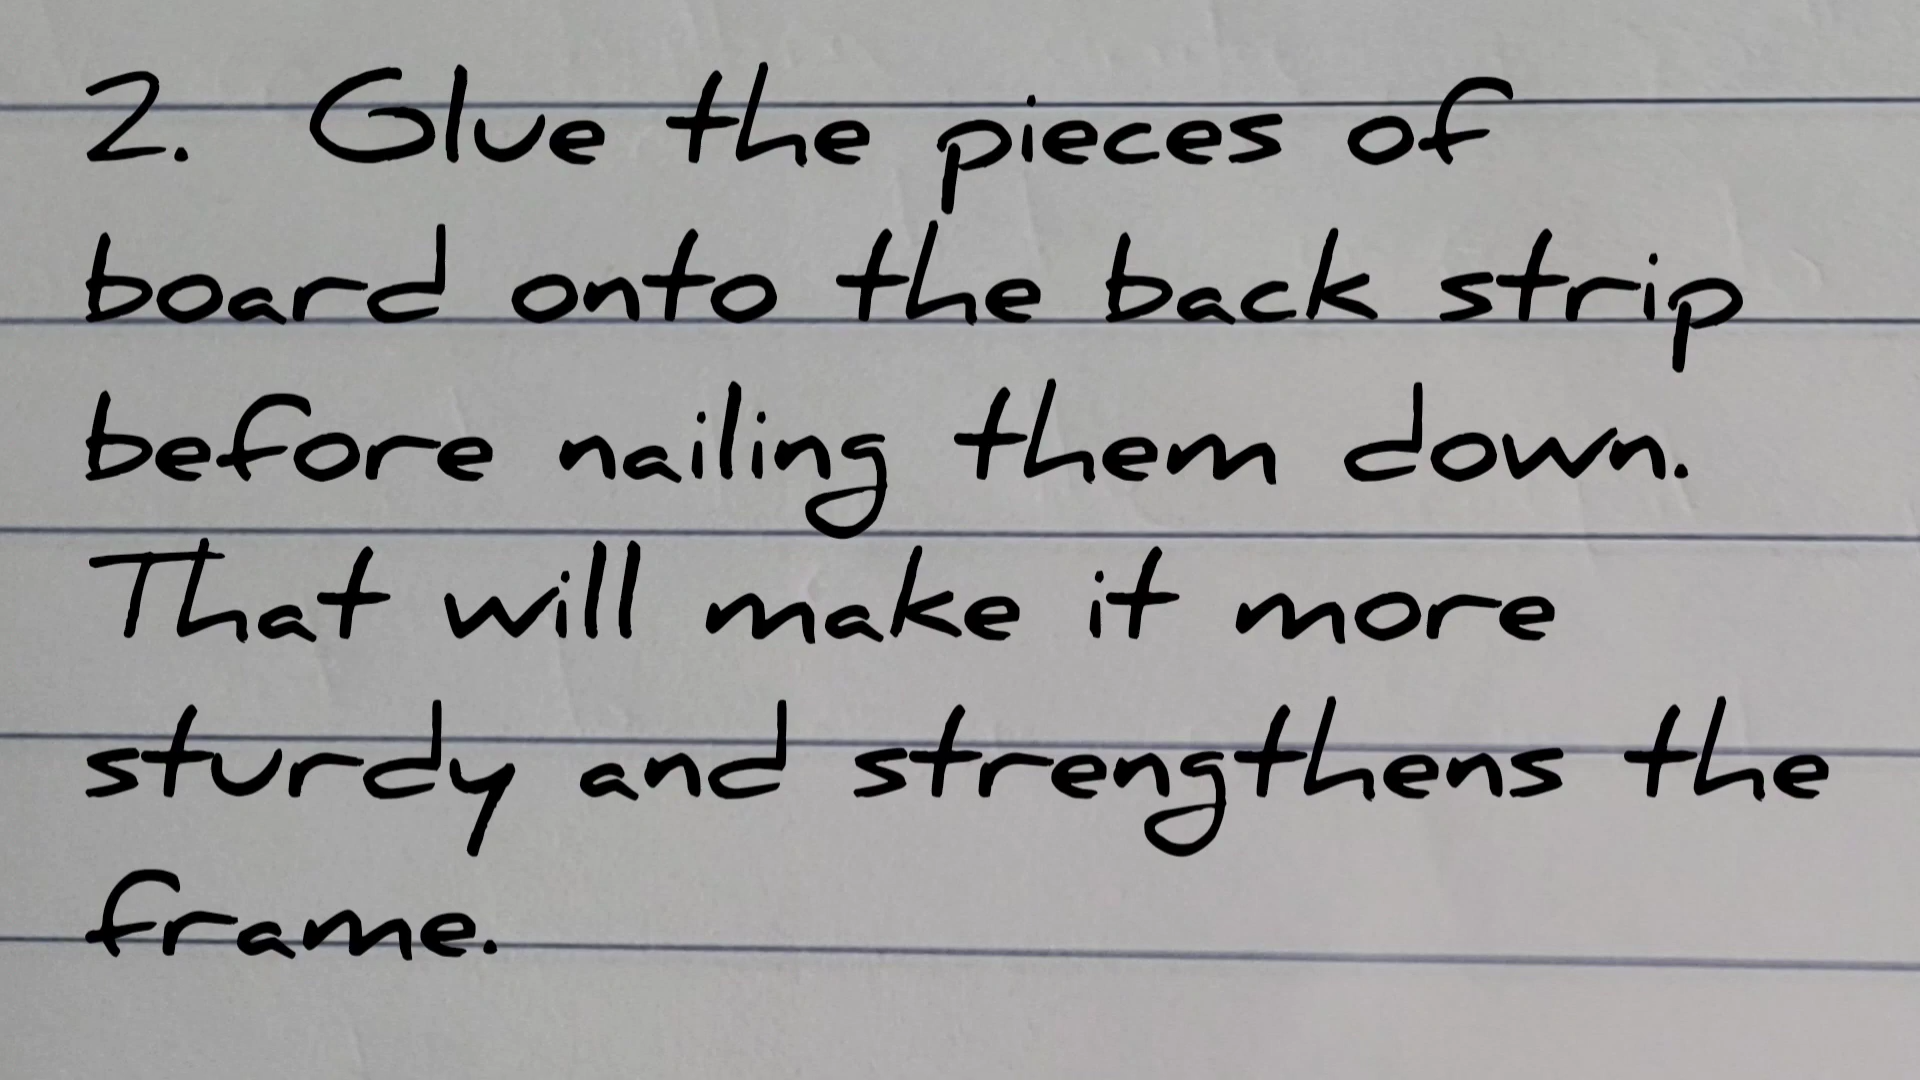 2. Glue the pieces of
board onto the back strip
before nailing them down.
That will make it more
sturdy and strengthens the
frame.